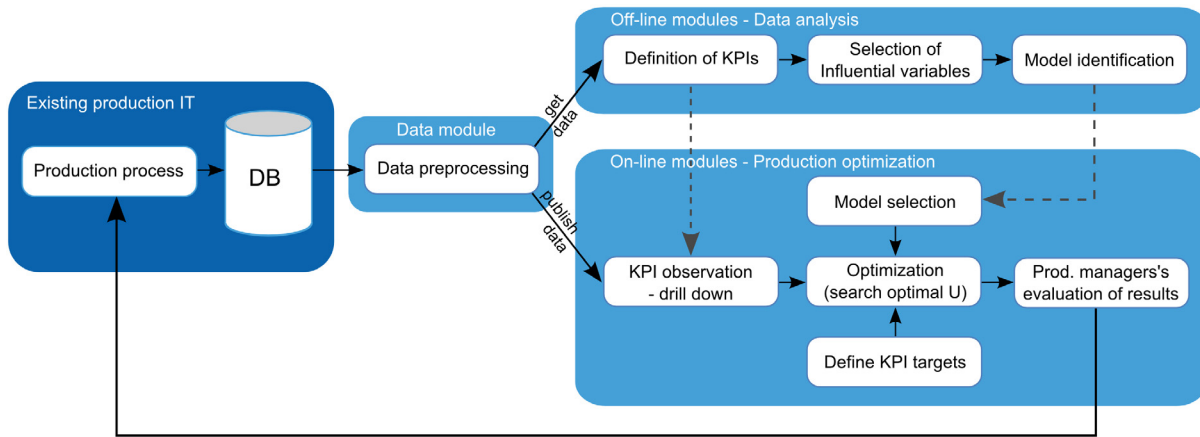 Off-line modules - Data analysis
Definition of KPIs
Selection of
Influential variables
Model identification
Existing production IT
Production process
DB
Data module
Data preprocessing
get
data
publish
data
On-line modules - Production optimization
Model selection
KPI observation
- drill down
Optimization
(search optimal U)
Prod. managers's
evaluation of results
Define KPI targets